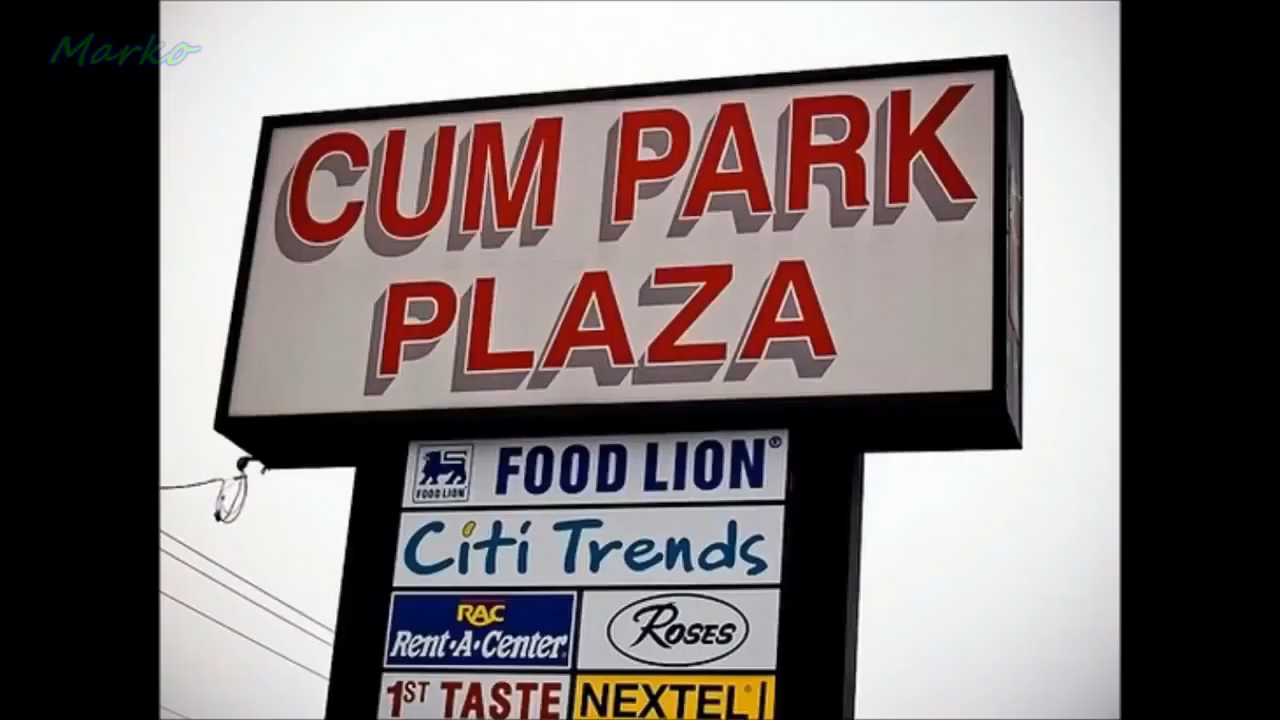 Marko
CUM PARK
PLAZA
FOOD LION®
FOOD LION
Citi Trends
RAC
Rent-A-Center
ROSES
1ST TASTE
NEXTEL